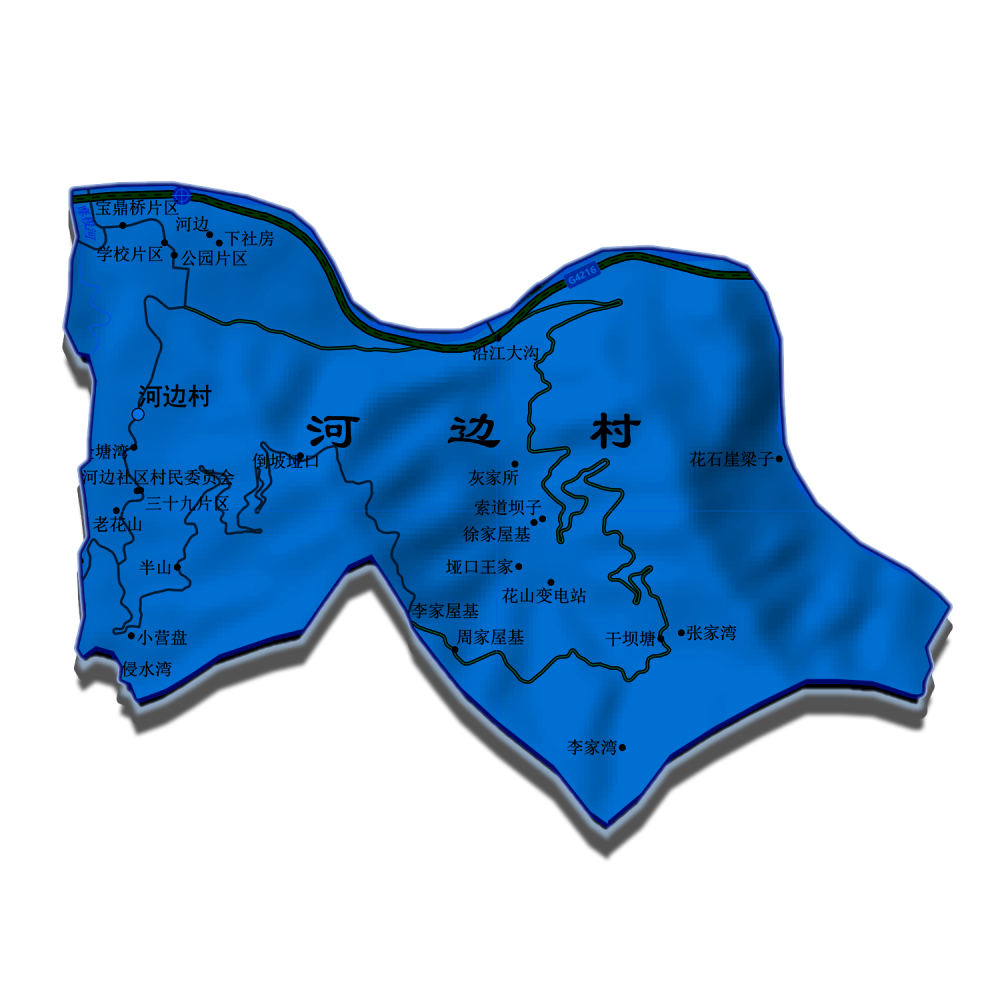 宝鼎桥片区
河边
下社房
学校片区
公园片区
G4216
沿江大沟
河边村
河边村
塘湾
倒坡垭口
花石崖梁子
灰家所
河边社区村民委员会
三十九片区
索道坝子
老花山
徐家屋基
半山
垭口王家
花山变电站
李家屋基
小营盘
周家屋基
干坝塘
张家湾
侵水湾
李家湾